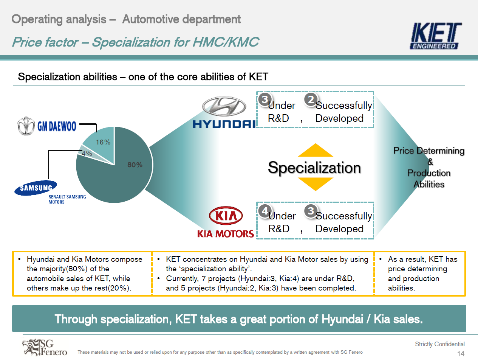 Operating analysis – Automotive department
Price factor – Specialization for HMC/KMC
KET
ENGINEERED
Specialization abilities – one of the core abilities of KET
GM DAEWOO
SAMSUNG
RENAULT SAMSUNG
MOTORS
16%
4%
80%
HYUNDAI
3 Under
R&D ,
2 Successfully
Developed
Specialization
KIA
KIA MOTORS
4 Under
R&D ,
3 Successfully
Developed
Price Determining
&
Production
Abilities
• Hyundai and Kia Motors compose
the majority(80%) of the
automobile sales of KET, while
others make up the rest(20%).
• KET concentrates on Hyundai and Kia Motor sales by using
the 'specialization ability'.
• Currently, 7 projects (Hyundai:3, Kia:4) are under R&D,
and 5 projects (Hyundai:2, Kia:3) have been completed.
• As a result, KET has
price determining
and production
abilities.
Through specialization, KET takes a great portion of Hyundai / Kia sales.
SG
Fenero
These materials may not be used or relied upon for any purpose other than as specifically contemplated by a written agreement with SG Fenero
Strictly Confidential
14